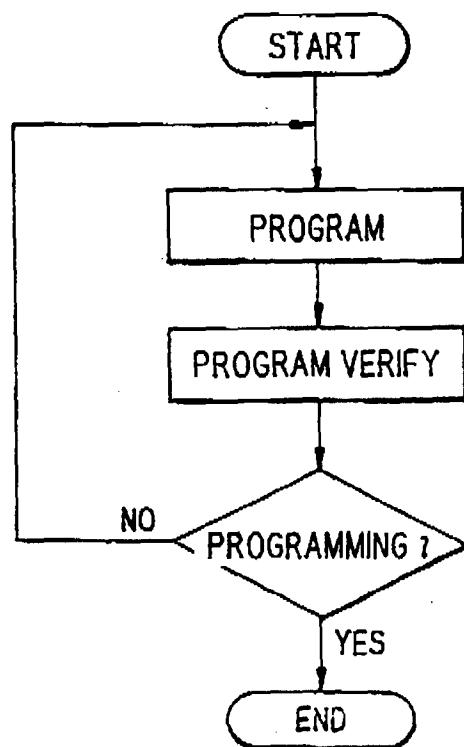 START
PROGRAM
PROGRAM VERIFY
PROGRAMMING ?
NO
YES
END